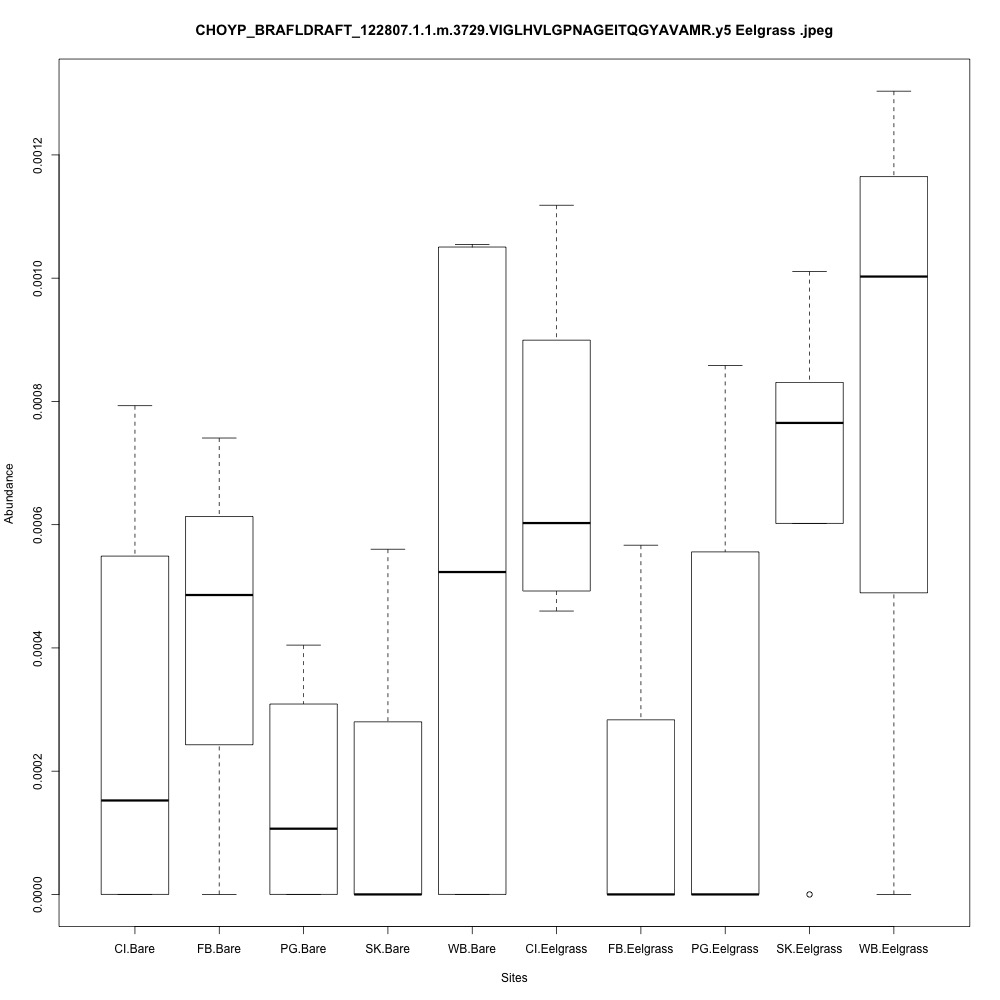 CHOYP_BRAFLDRAFT_122807.1.1.m.3729.VIGLHVLGPNAGEITQGYAVAMR.y5 Eelgrass .jpeg
Abundance
0.0012
0.0010
0.0008
0.0006
0.0004
0.0002
0.0000
CI.Bare FB.Bare PG.Bare SK.Bare WB.Bare CI.Eelgrass FB.Eelgrass PG.Eelgrass SK.Eelgrass WB.Eelgrass
Sites